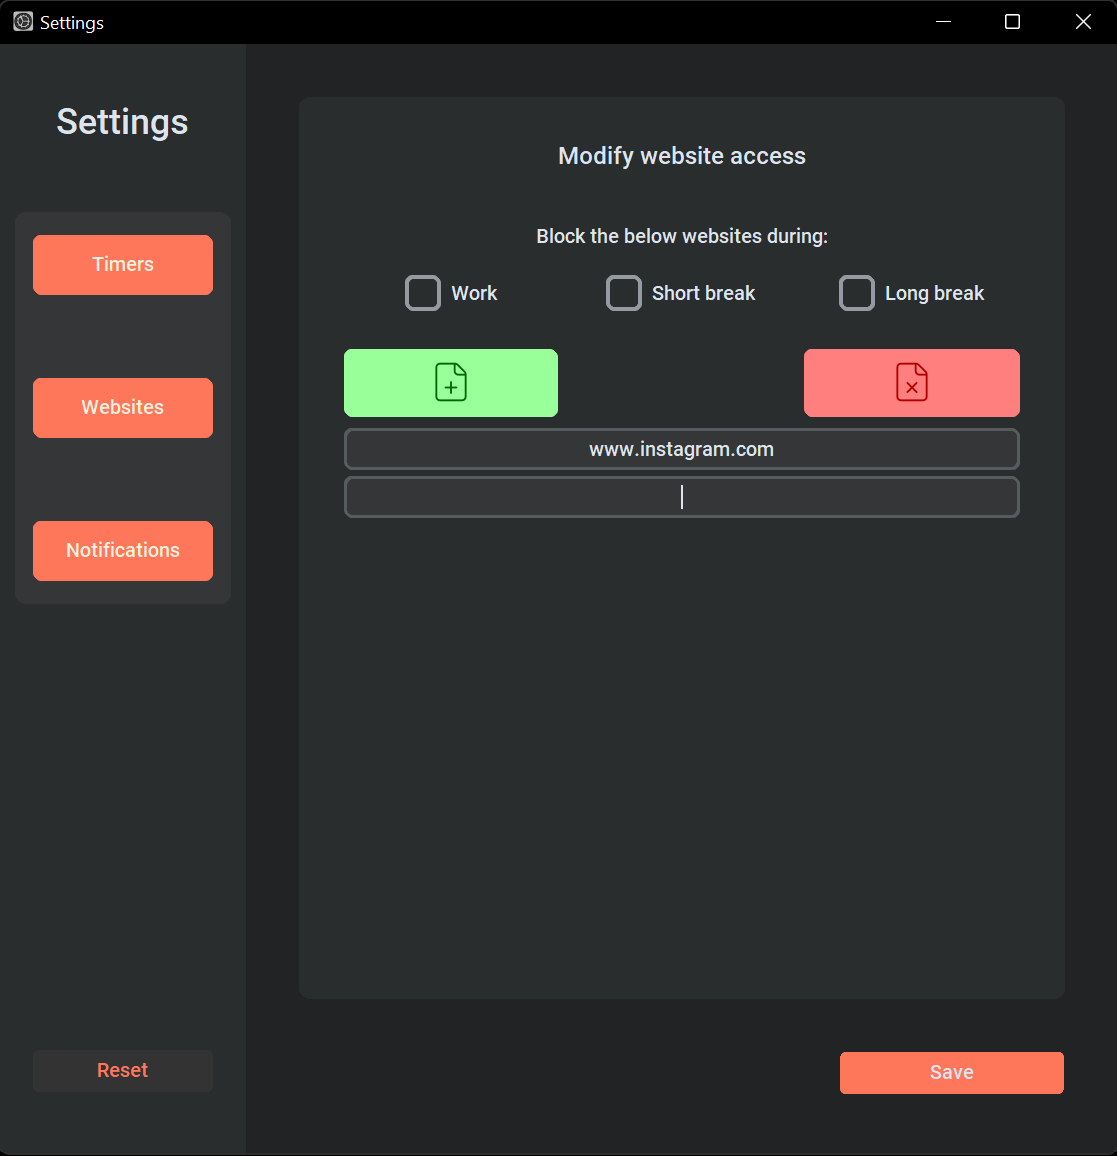 Settings
Settings
Timers
Websites
Notifications
Reset
Modify website access
Block the below websites during:
Work Short break Long break
www.instagram.com
Save